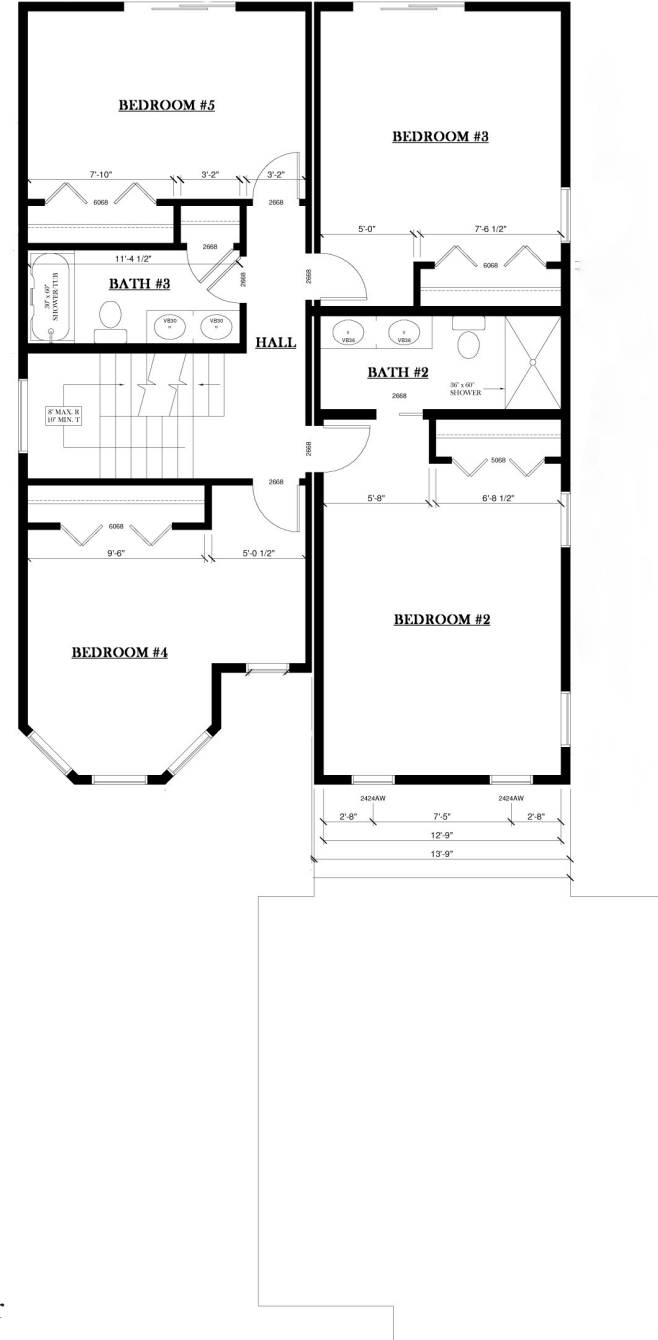 BEDROOM #5
BEDROOM #3
7'-10" 3'-2" 3'-2"
6068 2668
5'-0" 7'-6 1/2"
2668
11'-4 1/2"
6068
BATH #3
2668
2668
30" x 60"
SHOWER TUB
VB30 VB30
HALL
VB36 VB36
BATH #2
36" x 60"
SHOWER
2668
8" MAX. R
10" MIN. T
2668
5068
2668
5'-8" 6'-8 1/2"
6068
9'-6" 5'-0 1/2"
BEDROOM #2
BEDROOM #4
2424AW 2424AW
2'-8" 7'-5" 2'-8"
12'-9"
13'-9"
r